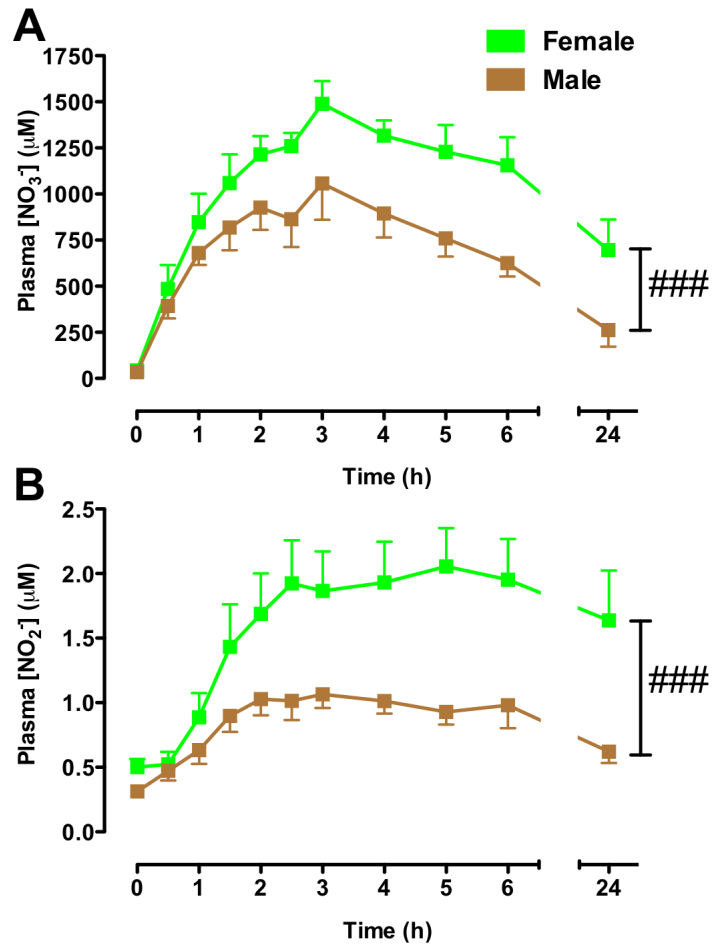 A
Female
Male
Plasma [NO₃⁻] (μM)
1750
1500
1250
1000
750
500
250
0
###
0 1 2 3 4 5 6 24
Time (h)
B
Plasma [NO₂⁻] (μM)
2.5
2.0
1.5
1.0
0.5
0.0
###
0 1 2 3 4 5 6 24
Time (h)